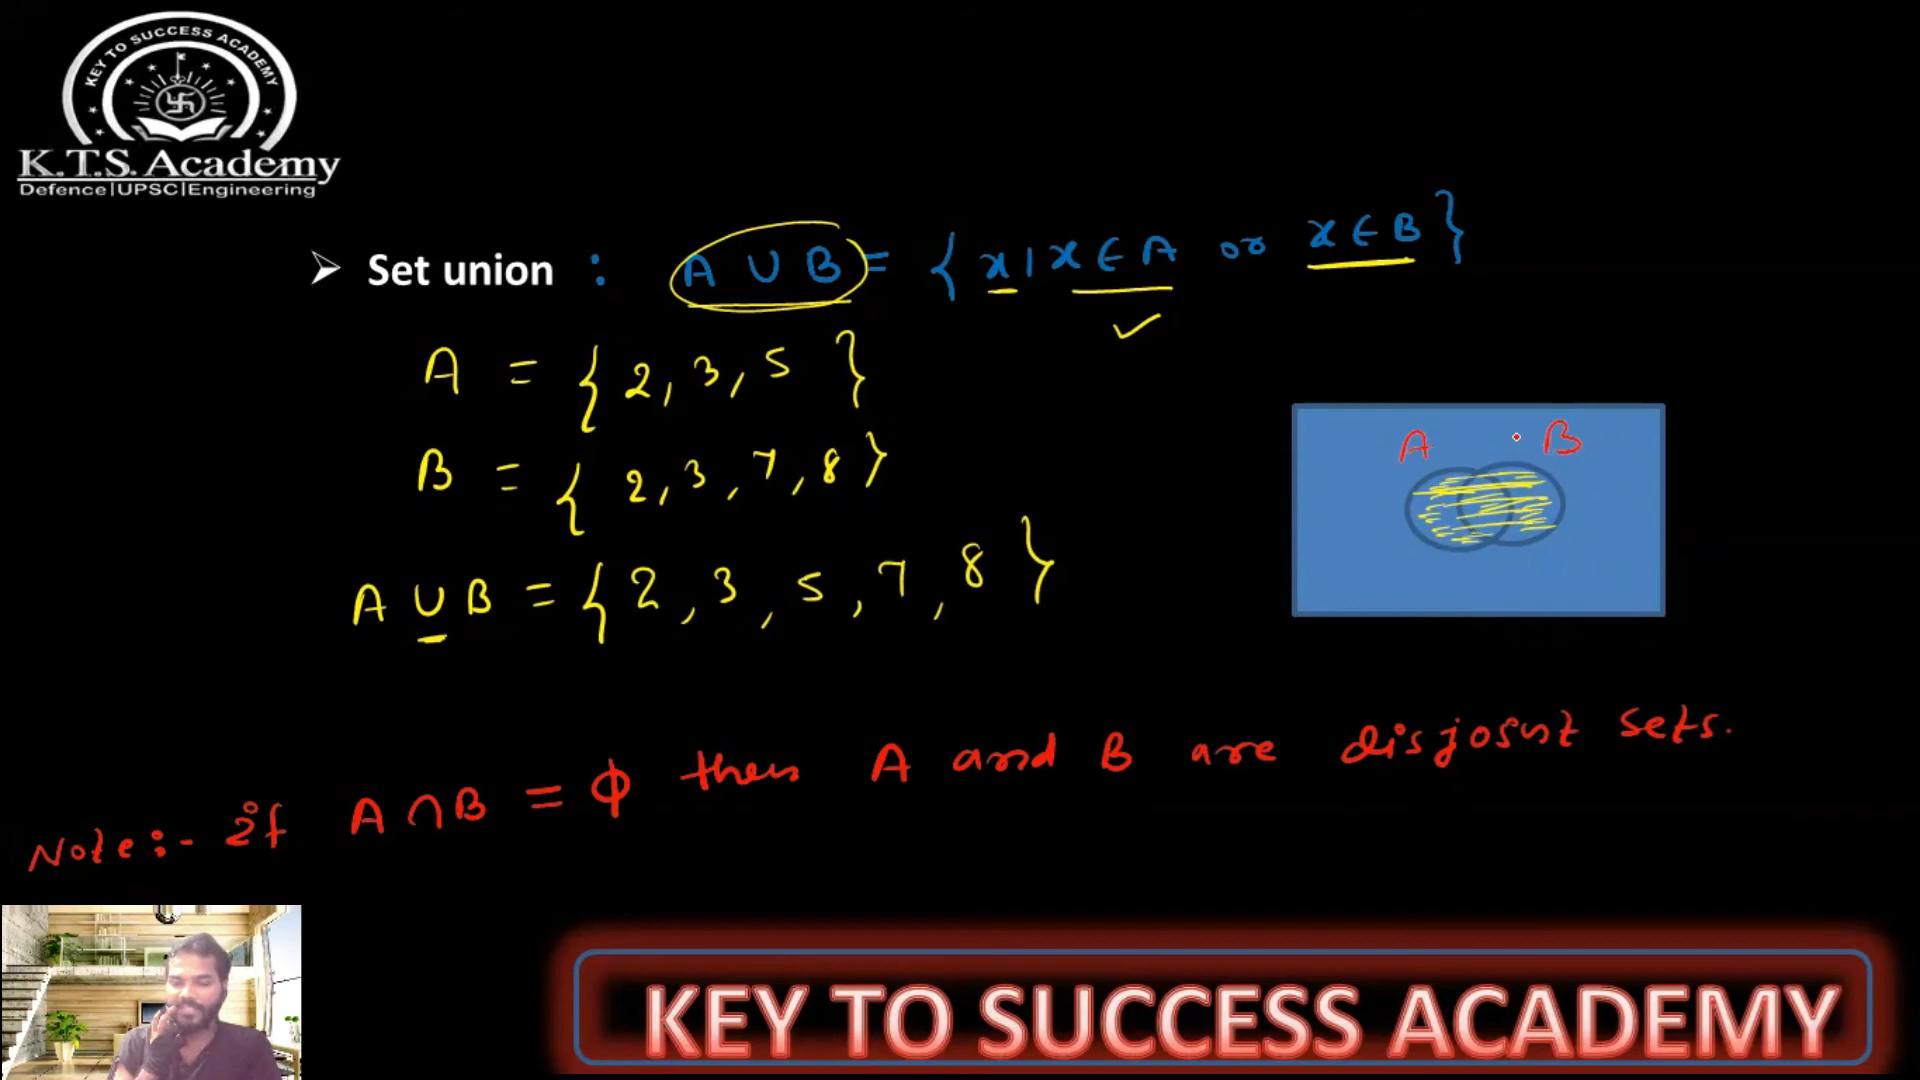 KEY TO SUCCESS ACADEMY
K.T.S. Academy
Defence|UPSC|Engineering
➢ Set union : A ∪ B = { x | x ∈ A or x ∈ B }
A = { 2, 3, 5 }
B = { 2, 3, 7, 8 }
A ∪ B = { 2, 3, 5, 7, 8 }
A B
Note:- If A ∩ B = ϕ then A and B are disjoint sets.
KEY TO SUCCESS ACADEMY